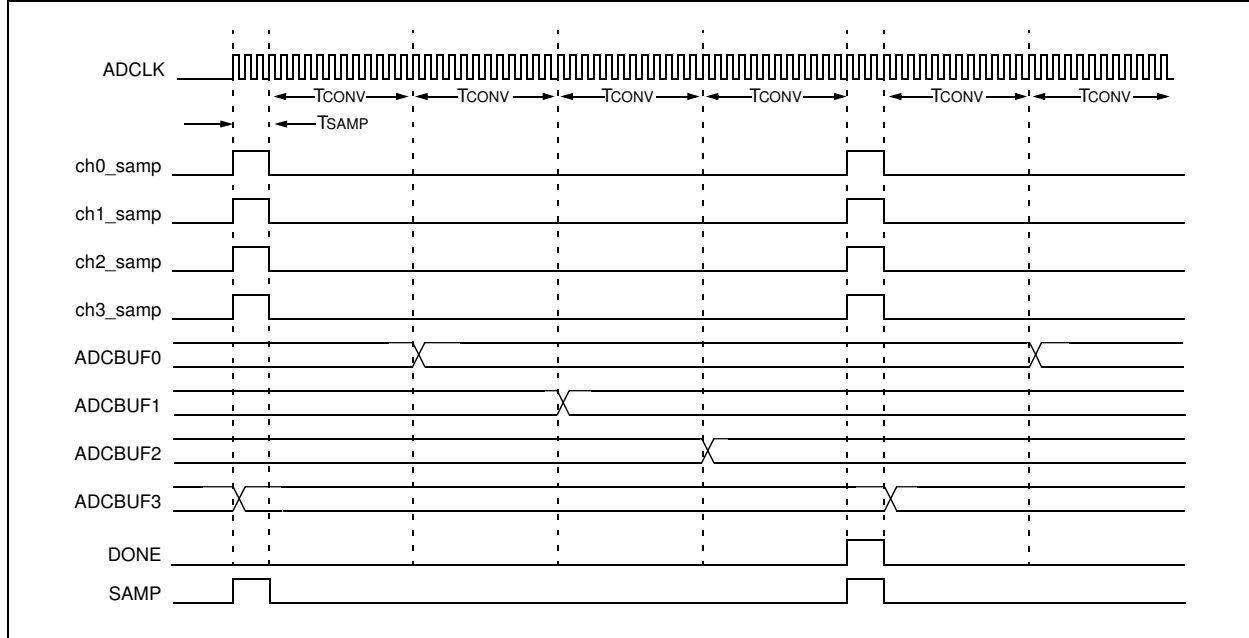 ADCLK
TCONV TCONV TCONV TCONV TCONV TCONV
TSAMP
ch0_samp
ch1_samp
ch2_samp
ch3_samp
ADCBUF0
ADCBUF1
ADCBUF2
ADCBUF3
DONE
SAMP